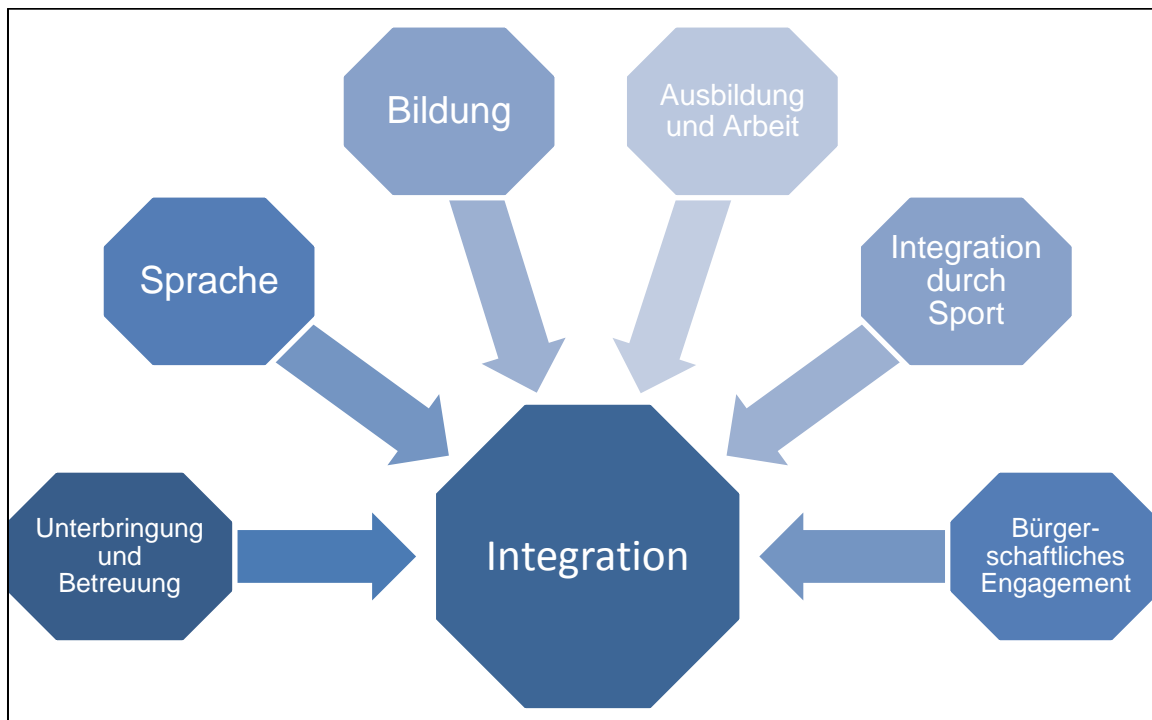 Bildung
Ausbildung
und Arbeit
Sprache
Integration
durch
Sport
Unterbringung
und
Betreuung
Integration
Bürger-
schaftliches
Engagement